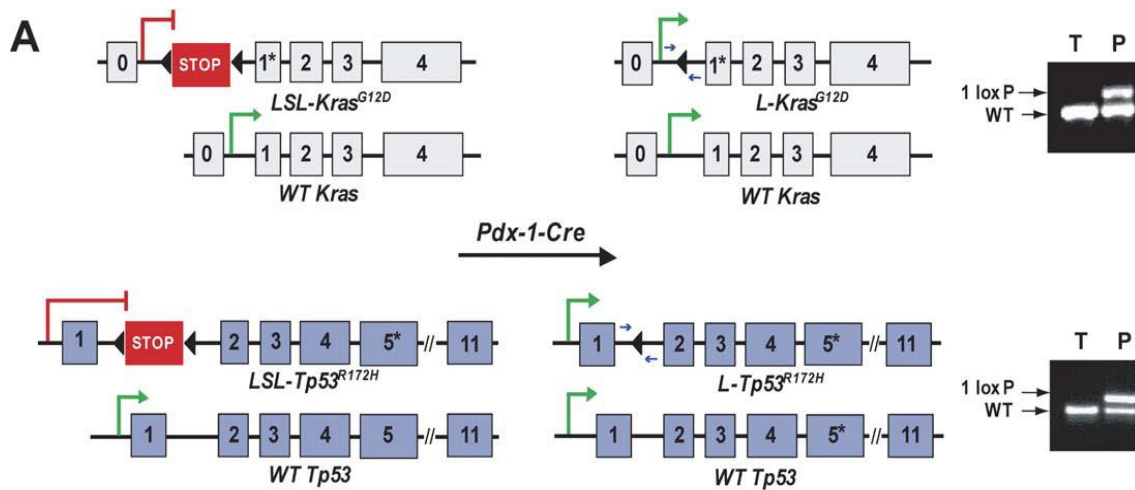 A
T P
0 STOP 1* 2 3 4
0 1* 2 3 4
1 lox P
WT
LSL-Kras^G12D
L-Kras^G12D
0 1 2 3 4
0 1 2 3 4
WT Kras
WT Kras
Pdx-1-Cre
T P
1 STOP 2 3 4 5* // 11
1 2 3 4 5* // 11
1 lox P
WT
LSL-Tp53^R172H
L-Tp53^R172H
1 2 3 4 5 // 11
1 2 3 4 5* // 11
WT Tp53
WT Tp53